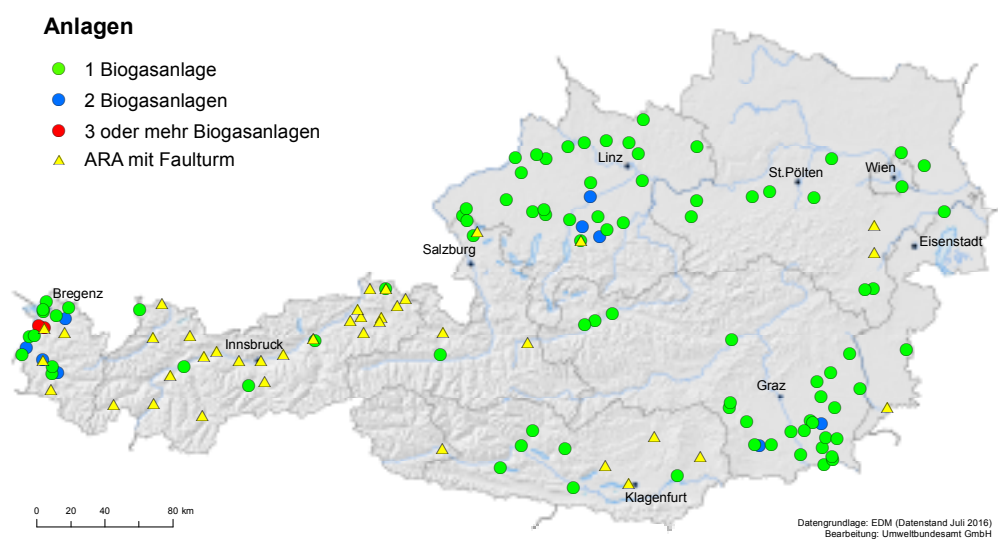 Anlagen
1 Biogasanlage
2 Biogasanlagen
3 oder mehr Biogasanlagen
ARA mit Faulturm
Linz
St.Pölten
Wien
Eisenstadt
Salzburg
Bregenz
Innsbruck
Graz
Klagenfurt
0 20 40 80 km
Datengrundlage: EDM (Datenstand Juli 2016)
Bearbeitung: Umweltbundesamt GmbH